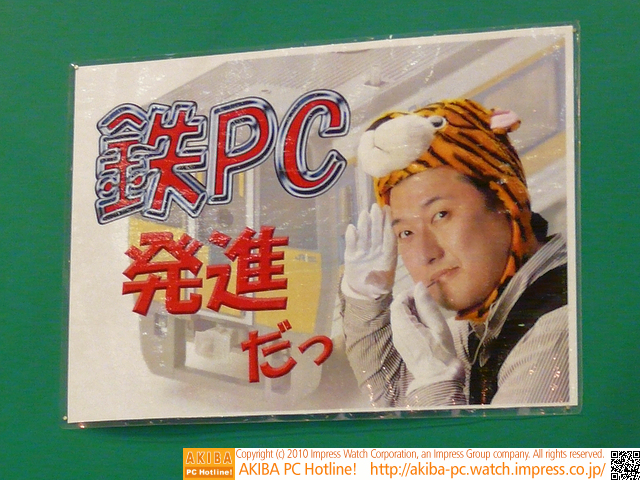 鉄PC
発進
だっ
AKIBA
PC Hotline!
Copyright (c) 2010 Impress Watch Corporation, an Impress Group company. All rights reserved.
AKIBA PC Hotline! http://akiba-pc.watch.impress.co.jp/